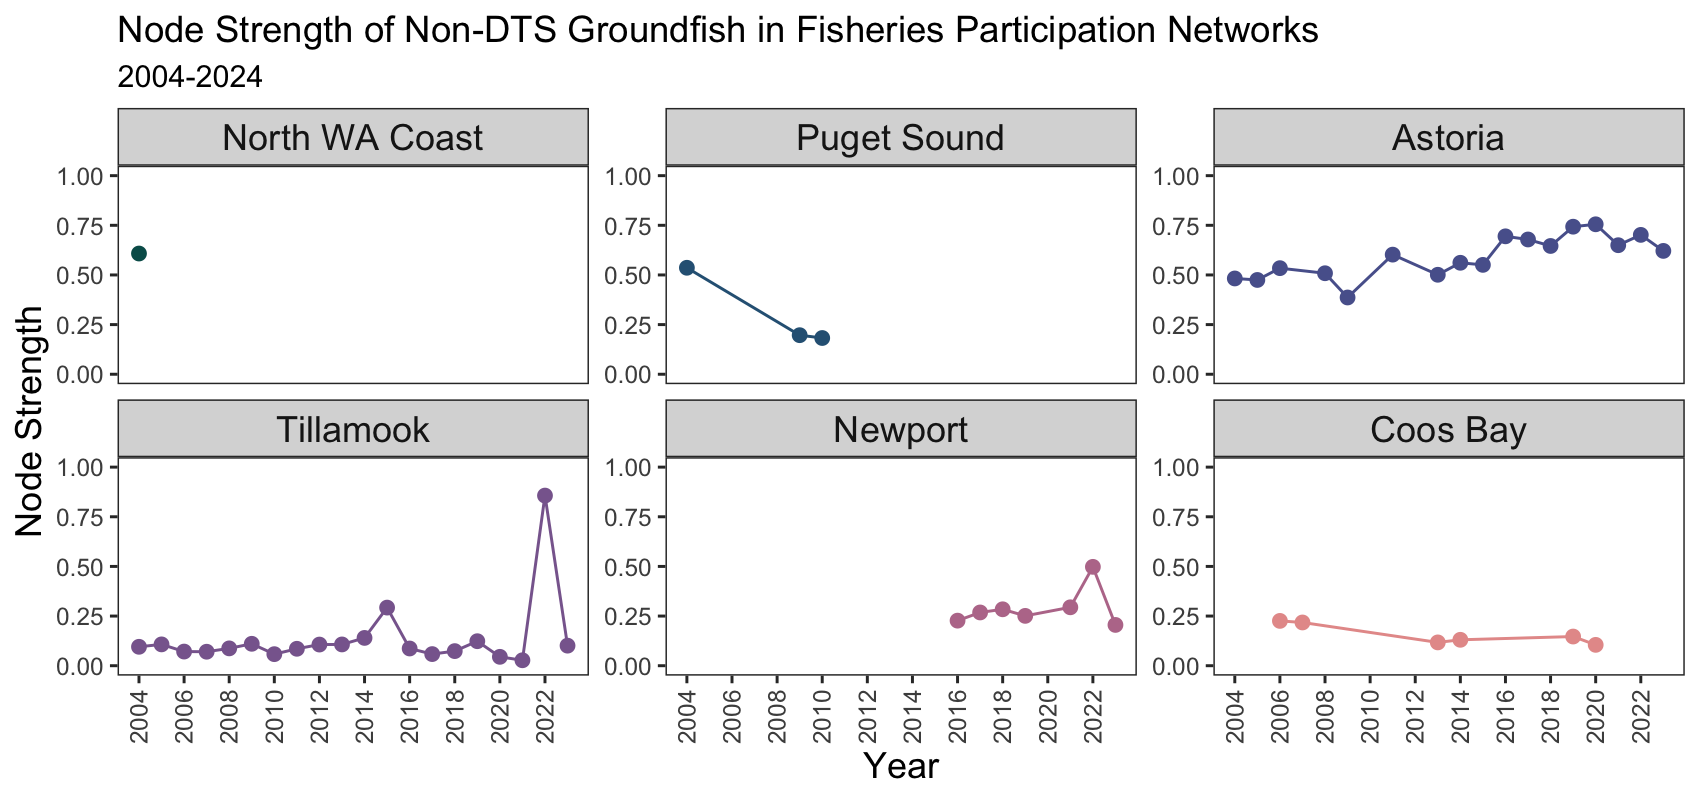 Node Strength of Non-DTS Groundfish in Fisheries Participation Networks
2004-2024
North WA Coast
Puget Sound
Astoria
1.00
0.75
0.50
0.25
0.00
1.00
0.75
0.50
0.25
0.00
1.00
0.75
0.50
0.25
0.00
Tillamook
Newport
Coos Bay
1.00
0.75
0.50
0.25
0.00
1.00
0.75
0.50
0.25
0.00
1.00
0.75
0.50
0.25
0.00
2004 2006 2008 2010 2012 2014 2016 2018 2020 2022
2004 2006 2008 2010 2012 2014 2016 2018 2020 2022
2004 2006 2008 2010 2012 2014 2016 2018 2020 2022
Node Strength
Year